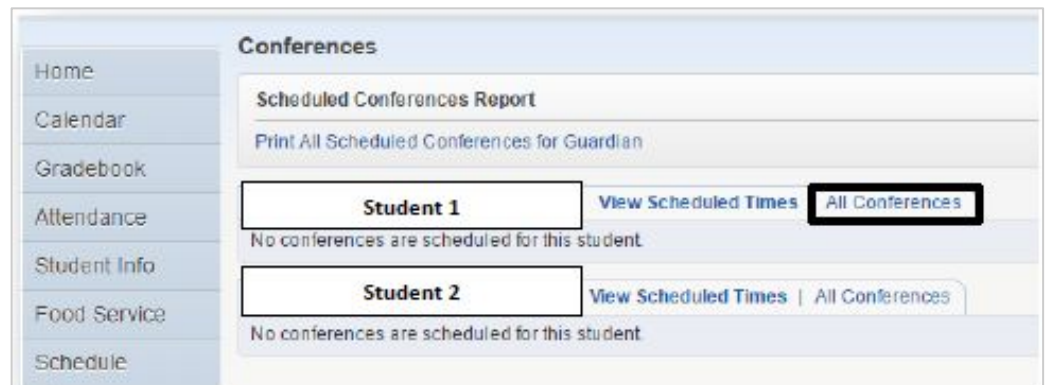 Conferences
Home
Calendar
Gradebook
Attendance
Student Info
Food Service
Schedule
Scheduled Conferences Report
Print All Scheduled Conferences for Guardian
Student 1 View Scheduled Times All Conferences
No conferences are scheduled for this student
Student 2 View Scheduled Times | All Conferences
No conferences are scheduled for this student